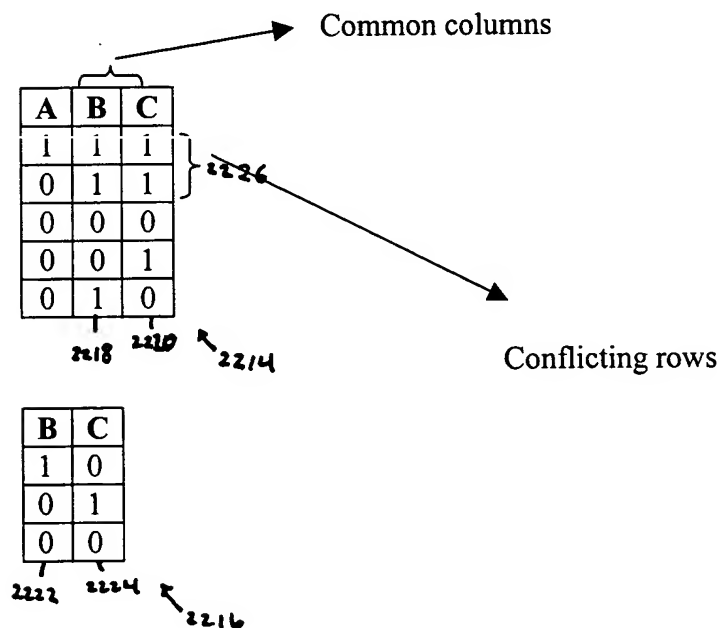 Common columns
A B C
1 1 1
0 1 1
2226
0 0 0
0 0 1
0 1 0
2218 2220 2214
Conflicting rows
B C
1 0
0 1
0 0
2222 2224 2216